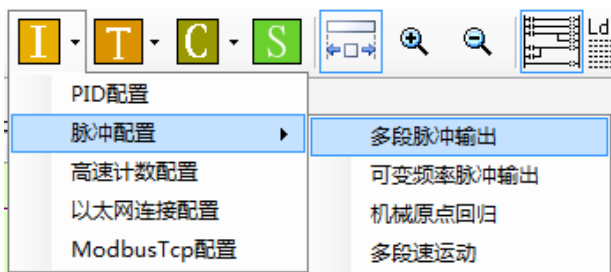 I T C S Ld
PID配置
脉冲配置
高速计数配置
以太网连接配置
ModbusTcp配置
多段脉冲输出
可变频率脉冲输出
机械原点回归
多段速运动